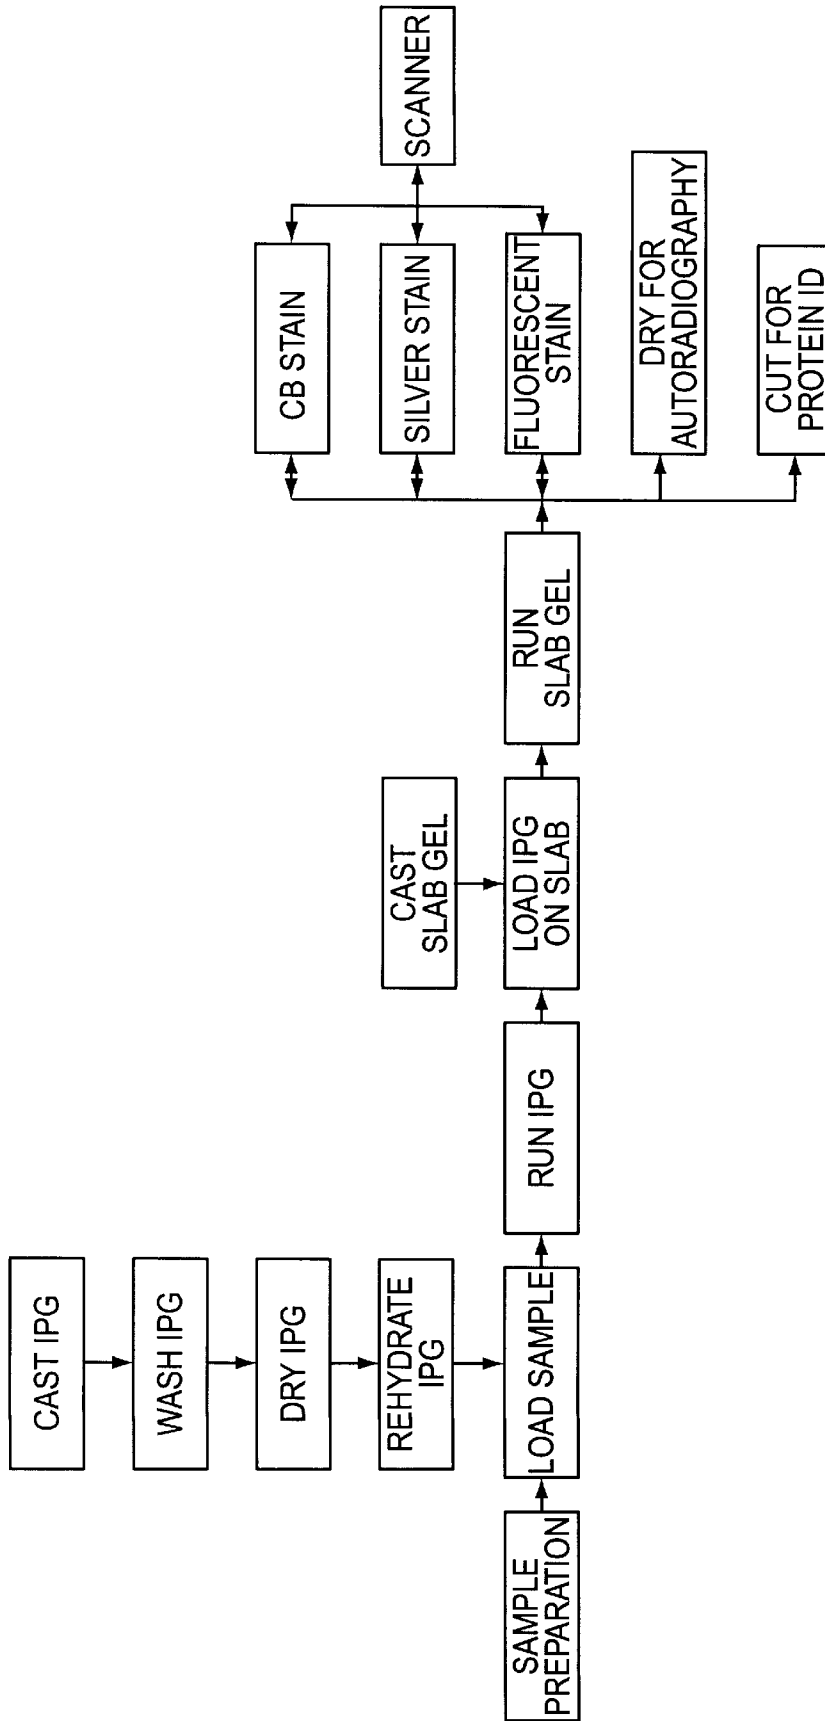 CAST IPG
WASH IPG
DRY IPG
REHYDRATE
IPG
SAMPLE
PREPARATION
LOAD SAMPLE
RUN IPG
CAST
SLAB GEL
LOAD IPG
ON SLAB
RUN
SLAB GEL
CB STAIN
SILVER STAIN
FLUORESCENT
STAIN
DRY FOR
AUTORADIOGRAPHY
CUT FOR
PROTEIN ID
SCANNER